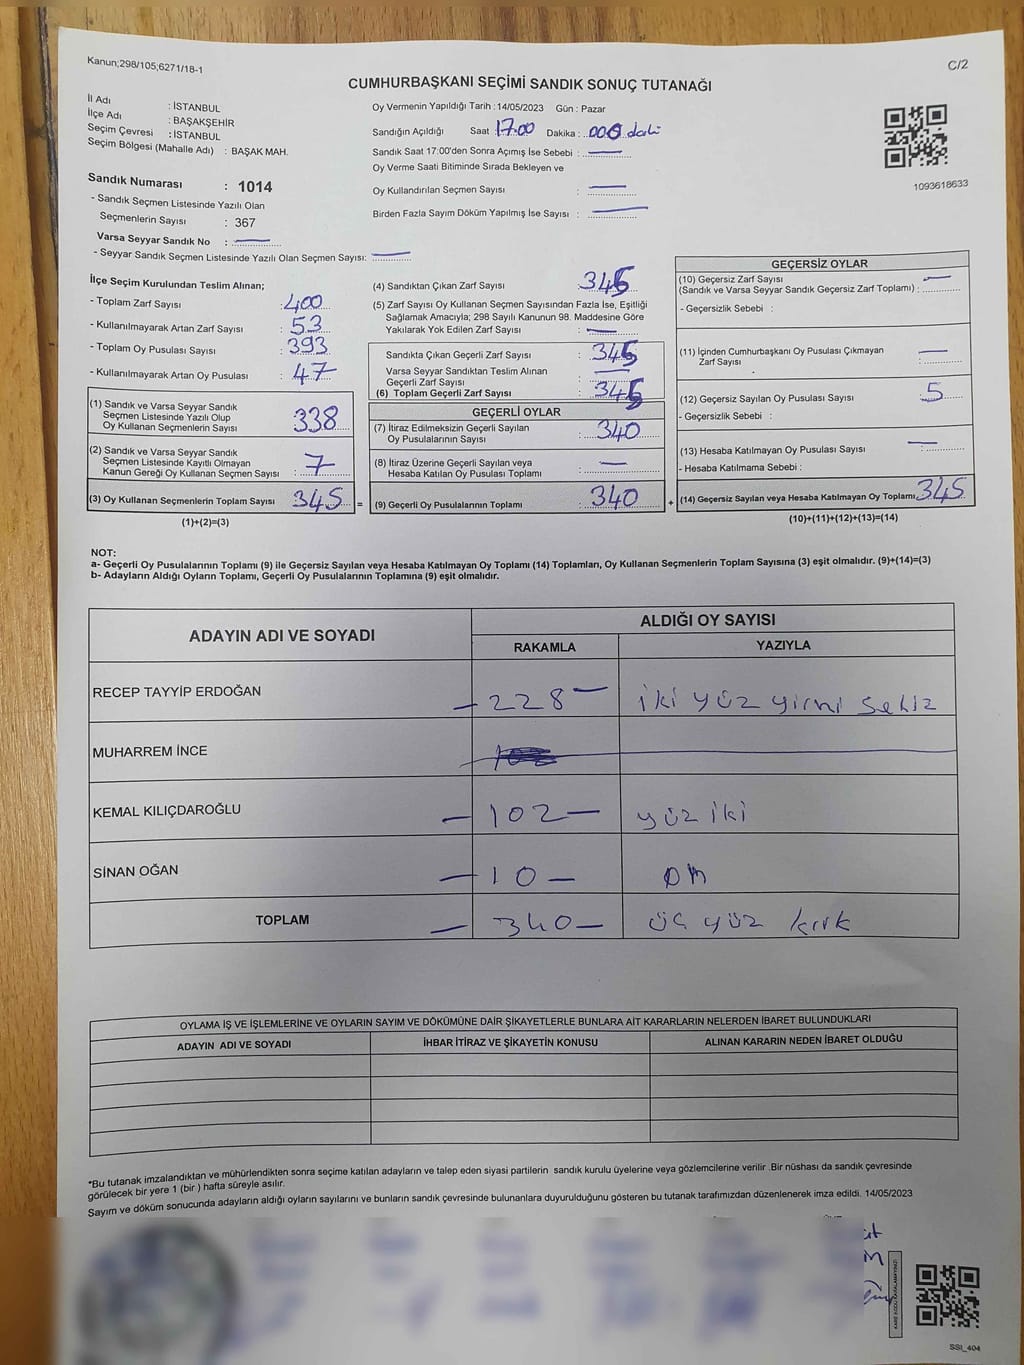 Kanun;298/105;6271/18-1
C/2
CUMHURBAŞKANI SEÇİMİ SANDIK SONUÇ TUTANAĞI
İl Adı : İSTANBUL
İlçe Adı : BAŞAKŞEHİR
Seçim Çevresi : İSTANBUL
Seçim Bölgesi (Mahalle Adı) : BAŞAK MAH.
Sandık Numarası : 1014
- Sandık Seçmen Listesinde Yazılı Olan
Seçmenlerin Sayısı : 367
Varsa Seyyar Sandık No :
- Seyyar Sandık Seçmen Listesinde Yazılı Olan Seçmen Sayısı:
Oy Vermenin Yapıldığı Tarih : 14/05/2023 Gün : Pazar
Sandığın Açıldığı Saat 17.00 Dakika :
Sandık Saat 17:00'den Sonra Açımış İse Sebebi :
Oy Verme Saati Bitiminde Sırada Bekleyen ve
Oy Kullandırılan Seçmen Sayısı :
Birden Fazla Sayım Döküm Yapılmış İse Sayısı :
1093618633
İlçe Seçim Kurulundan Teslim Alınan;
- Toplam Zarf Sayısı : 400
- Kullanılmayarak Artan Zarf Sayısı : 53
- Toplam Oy Pusulası Sayısı : 393
- Kullanılmayarak Artan Oy Pusulası : 47
(1) Sandık ve Varsa Seyyar Sandık
Seçmen Listesinde Yazılı Olup
Oy Kullanan Seçmenlerin Sayısı : 338
(2) Sandık ve Varsa Seyyar Sandık
Seçmen Listesinde Kayıtlı Olmayan
Kanun Gereği Oy Kullanan Seçmen Sayısı : 7
(3) Oy Kullanan Seçmenlerin Toplam Sayısı : 345 =
(1)+(2)=(3)
(4) Sandıktan Çıkan Zarf Sayısı : 345
(5) Zarf Sayısı Oy Kullanan Seçmen Sayısından Fazla İse, Eşitliği
Sağlamak Amacıyla; 298 Sayılı Kanunun 98. Maddesine Göre
Yakılarak Yok Edilen Zarf Sayısı :
Sandıkta Çıkan Geçerli Zarf Sayısı : 345
Varsa Seyyar Sandıktan Teslim Alınan
Geçerli Zarf Sayısı :
(6) Toplam Geçerli Zarf Sayısı : 345
GEÇERLİ OYLAR
(7) İtiraz Edilmeksizin Geçerli Sayılan
Oy Pusulalarının Sayısı : 340
(8) İtiraz Üzerine Geçerli Sayılan veya
Hesaba Katılan Oy Pusulası Toplamı :
(9) Geçerli Oy Pusulalarının Toplamı : 340 +
GEÇERSİZ OYLAR
(10) Geçersiz Zarf Sayısı
(Sandık ve Varsa Seyyar Sandık Geçersiz Zarf Toplamı) :
- Geçersizlik Sebebi :
(11) İçinden Cumhurbaşkanı Oy Pusulası Çıkmayan
Zarf Sayısı :
(12) Geçersiz Sayılan Oy Pusulası Sayısı : 5
- Geçersizlik Sebebi :
(13) Hesaba Katılmayan Oy Pusulası Sayısı :
- Hesaba Katılmama Sebebi :
(14) Geçersiz Sayılan veya Hesaba Katılmayan Oy Toplamı: 345
(10)+(11)+(12)+(13)=(14)
NOT:
a- Geçerli Oy Pusulalarının Toplamı (9) ile Geçersiz Sayılan veya Hesaba Katılmayan Oy Toplamı (14) Toplamları, Oy Kullanan Seçmenlerin Toplam Sayısına (3) eşit olmalıdır. (9)+(14)=(3)
b- Adayların Aldığı Oyların Toplamı, Geçerli Oy Pusulalarının Toplamına (9) eşit olmalıdır.
ADAYIN ADI VE SOYADI
ALDIĞI OY SAYISI
RAKAMLA YAZIYLA
RECEP TAYYİP ERDOĞAN - 228 - iki yüz yirmi sekiz
MUHARREM İNCE
KEMAL KILIÇDAROĞLU - 102 - yüz iki
SİNAN OĞAN - 10 - on
TOPLAM - 340 - üç yüz kırk
OYLAMA İŞ VE İŞLEMLERİNE VE OYLARIN SAYIM VE DÖKÜMÜNE DAİR ŞİKAYETLERLE BUNLARA AİT KARARLARIN NELERDEN İBARET BULUNDUKLARI
ADAYIN ADI VE SOYADI İHBAR İTİRAZ VE ŞİKAYETİN KONUSU ALINAN KARARIN NEDEN İBARET OLDUĞU
*Bu tutanak imzalandıktan ve mühürlendikten sonra seçime katılan adayların ve talep eden siyasi partilerin sandık kurulu üyelerine veya gözlemcilerine verilir .Bir nüshası da sandık çevresinde
görülecek bir yere 1 (bir ) hafta süreyle asılır.
Sayım ve döküm sonucunda adayların aldığı oyların sayılarını ve bunların sandık çevresinde bulunanlara duyurulduğunu gösteren bu tutanak tarafımızdan düzenlenerek imza edildi. 14/05/2023
SSI_404